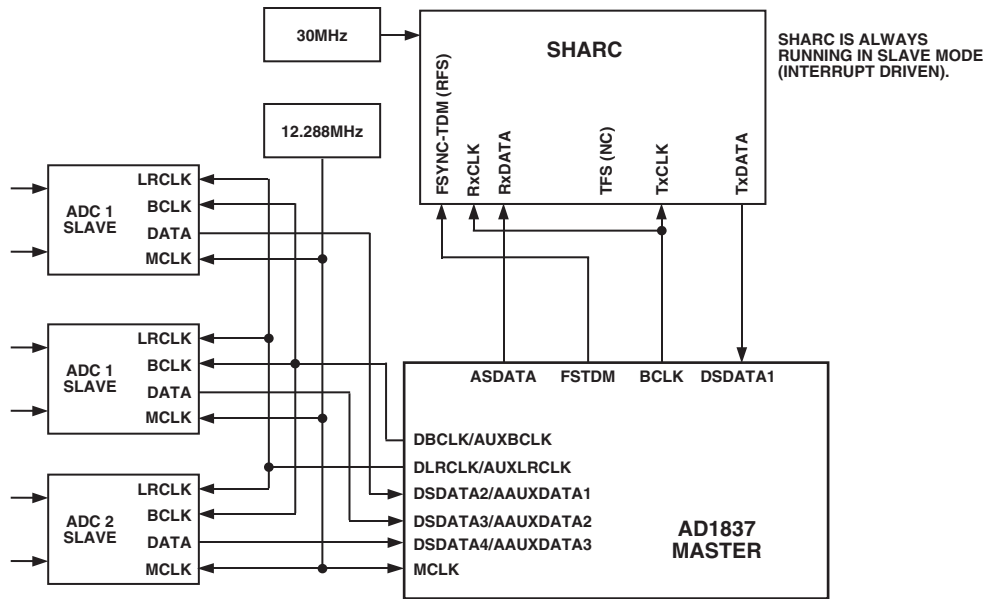 30MHz
SHARC
SHARC IS ALWAYS
RUNNING IN SLAVE MODE
(INTERRUPT DRIVEN).
12.288MHz
FSYNC-TDM (RFS)
RxCLK
RxDATA
TFS (NC)
TxCLK
TxDATA
ADC 1
SLAVE
LRCLK
BCLK
DATA
MCLK
ADC 1
SLAVE
LRCLK
BCLK
DATA
MCLK
ADC 2
SLAVE
LRCLK
BCLK
DATA
MCLK
ASDATA FSTDM BCLK DSDATA1
DBCLK/AUXBCLK
DLRCLK/AUXLRCLK
DSDATA2/AAUXDATA1
DSDATA3/AAUXDATA2
DSDATA4/AAUXDATA3
MCLK
AD1837
MASTER